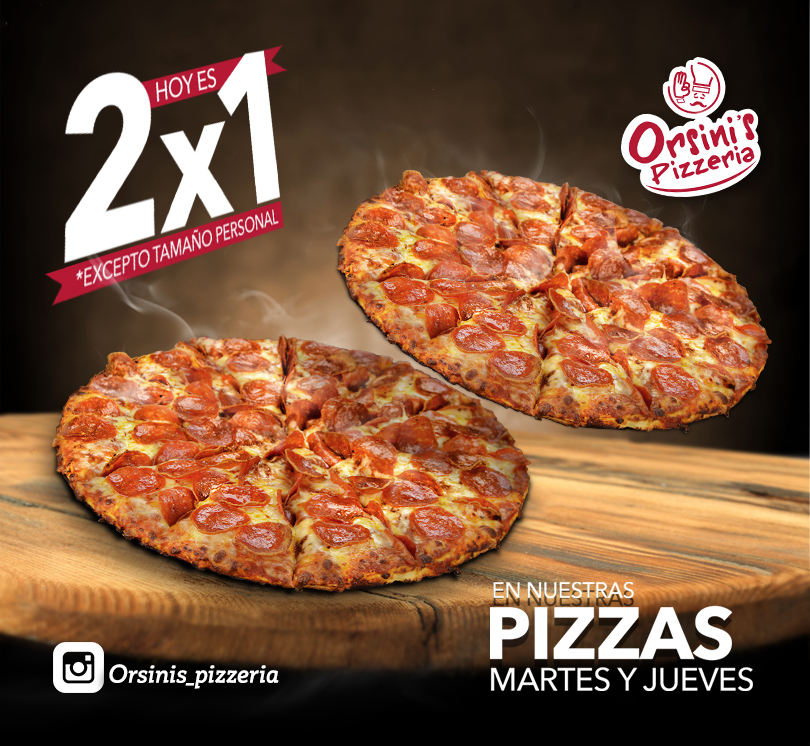 HOY ES
2x1
*EXCEPTO TAMAÑO PERSONAL
Orsini's
Pizzeria
EN NUESTRAS
PIZZAS
MARTES Y JUEVES
Orsinis_pizzeria